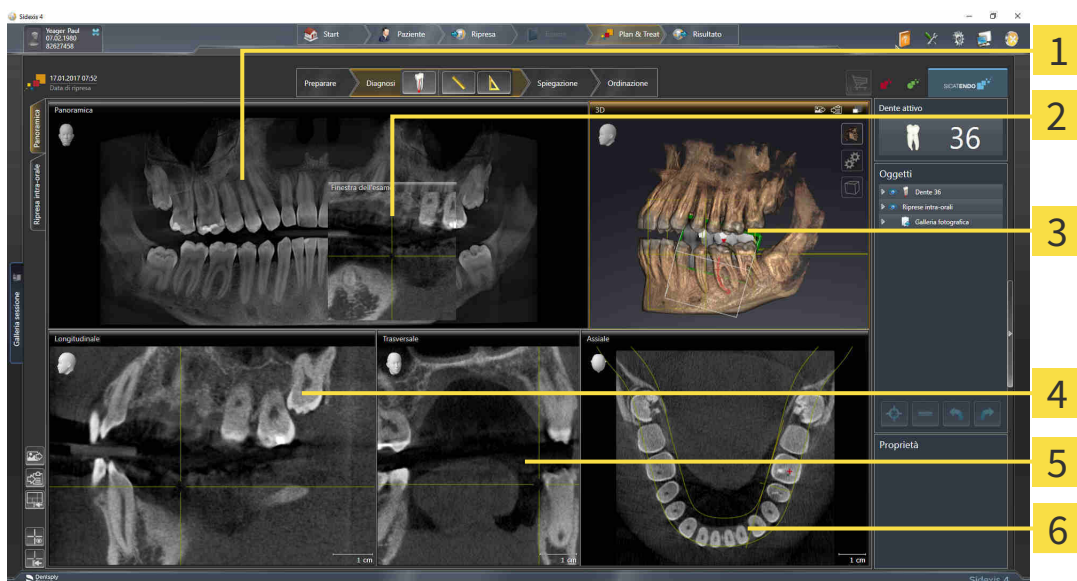 Sidexis 4
Yeager Paul
07.02.1980
82627458
Start
Paziente
Ripresa
Plan & Treat
Risultato
1
17.01.2017 07:52
Data di ripresa
Preparare
Diagnosi
Spiegazione
Ordinazione
SICATENDO
Panoramica
Ripresa intra-orale
Galleria sessione
Panoramica
Finestra dell'esame
3D
Dente attivo
36
2
Oggetti
Dente 36
Riprese intra-orali
Galleria fotografica
3
Longitudinale
Trasversale
Assiale
4
Proprietà
5
6
1 cm
1 cm
1 cm
Dentsply
Sidexis 4